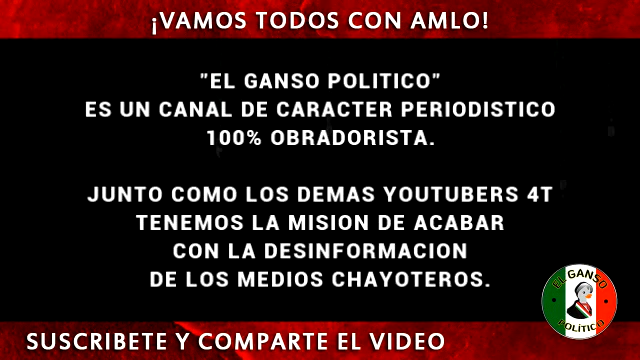 ¡VAMOS TODOS CON AMLO!
"EL GANSO POLITICO"
ES UN CANAL DE CARACTER PERIODISTICO
100% OBRADORISTA.
JUNTO COMO LOS DEMAS YOUTUBERS 4T
TENEMOS LA MISION DE ACABAR
CON LA DESINFORMACION
DE LOS MEDIOS CHAYOTEROS.
EL GANSO
POLÍTICO
SUSCRIBETE Y COMPARTE EL VIDEO